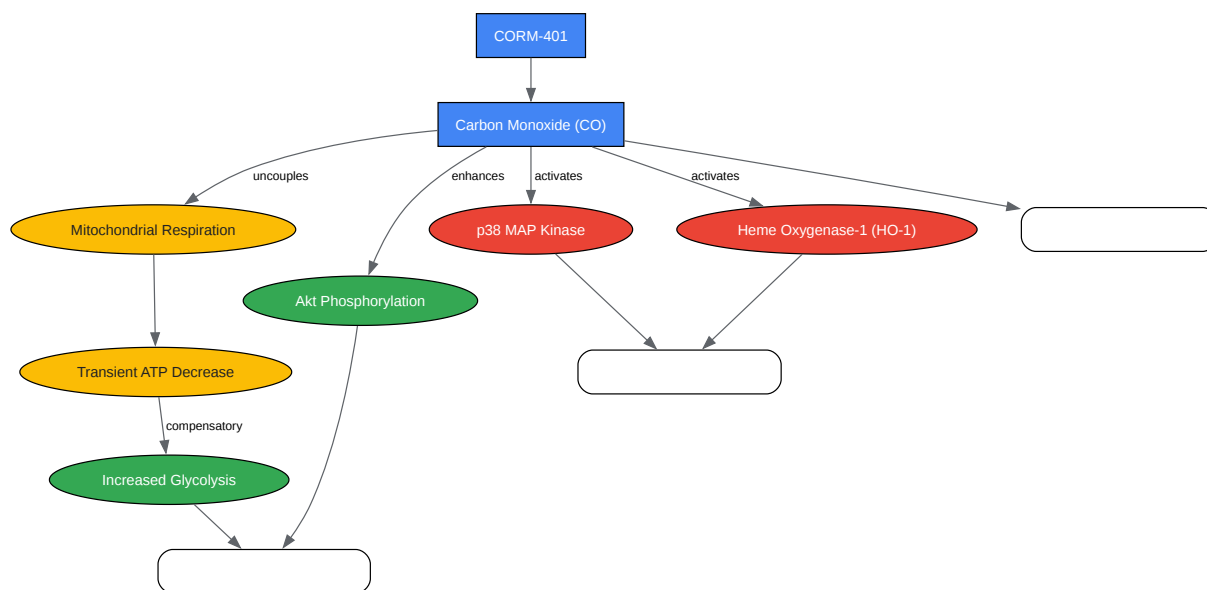 CORM-401
Carbon Monoxide (CO)
uncouples
enhances
activates
activates
Mitochondrial Respiration
p38 MAP Kinase
Heme Oxygenase-1 (HO-1)
Akt Phosphorylation
Transient ATP Decrease
compensatory
Increased Glycolysis